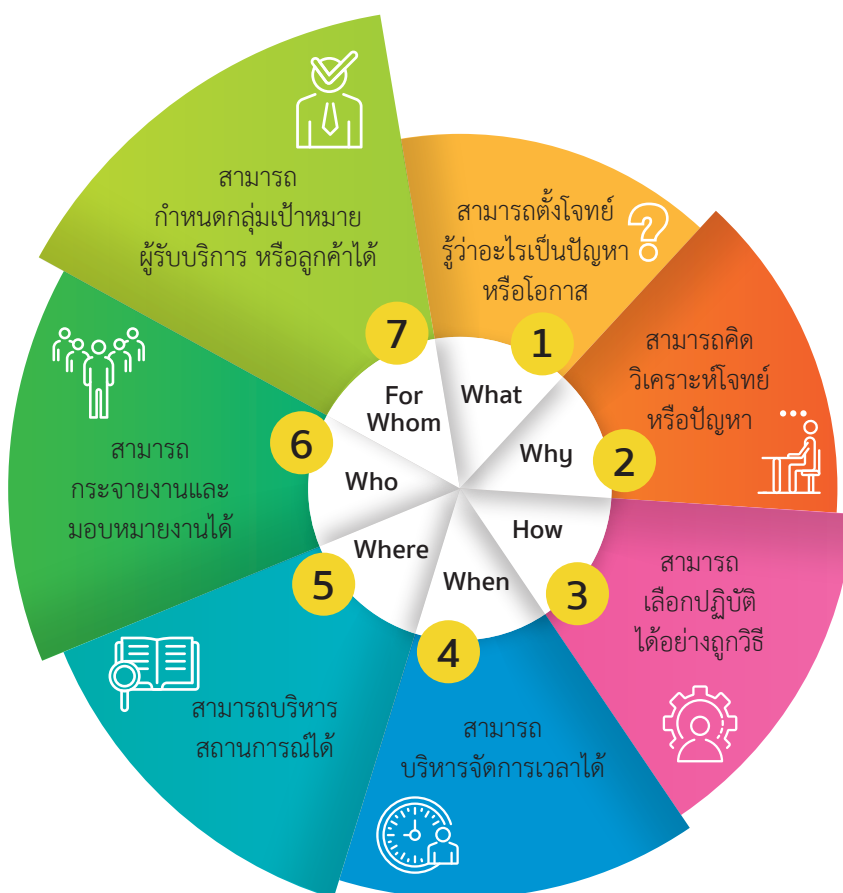 1
What
สามารถตั้งโจทย์
รู้ว่าอะไรเป็นปัญหา
หรือโอกาส
2
Why
สามารถคิด
วิเคราะห์โจทย์
หรือปัญหา
3
How
สามารถ
เลือกปฏิบัติ
ได้อย่างถูกวิธี
4
When
สามารถ
บริหารจัดการเวลาได้
5
Where
สามารถบริหาร
สถานการณ์ได้
6
Who
สามารถ
กระจายงานและ
มอบหมายงานได้
7
For
Whom
สามารถ
กำหนดกลุ่มเป้าหมาย
ผู้รับบริการ หรือลูกค้าได้